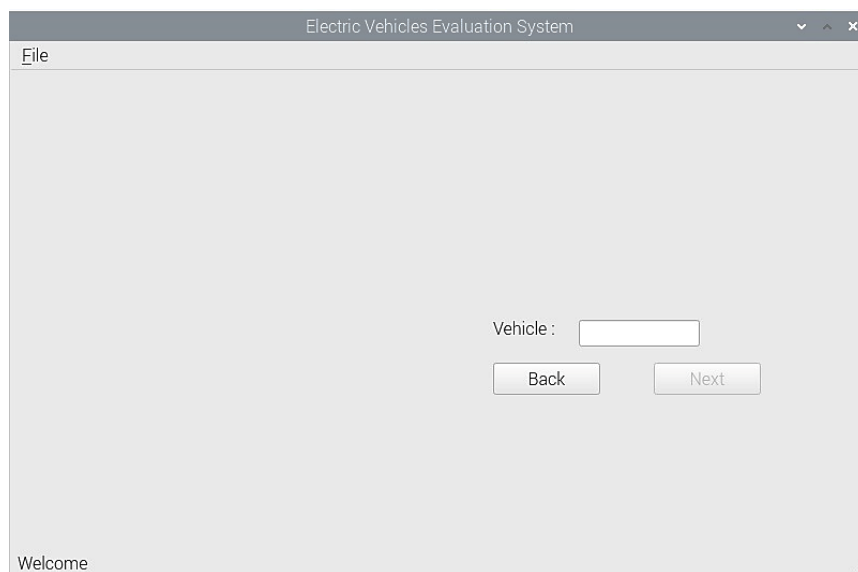 Electric Vehicles Evaluation System
File
Vehicle :
Back Next
Welcome